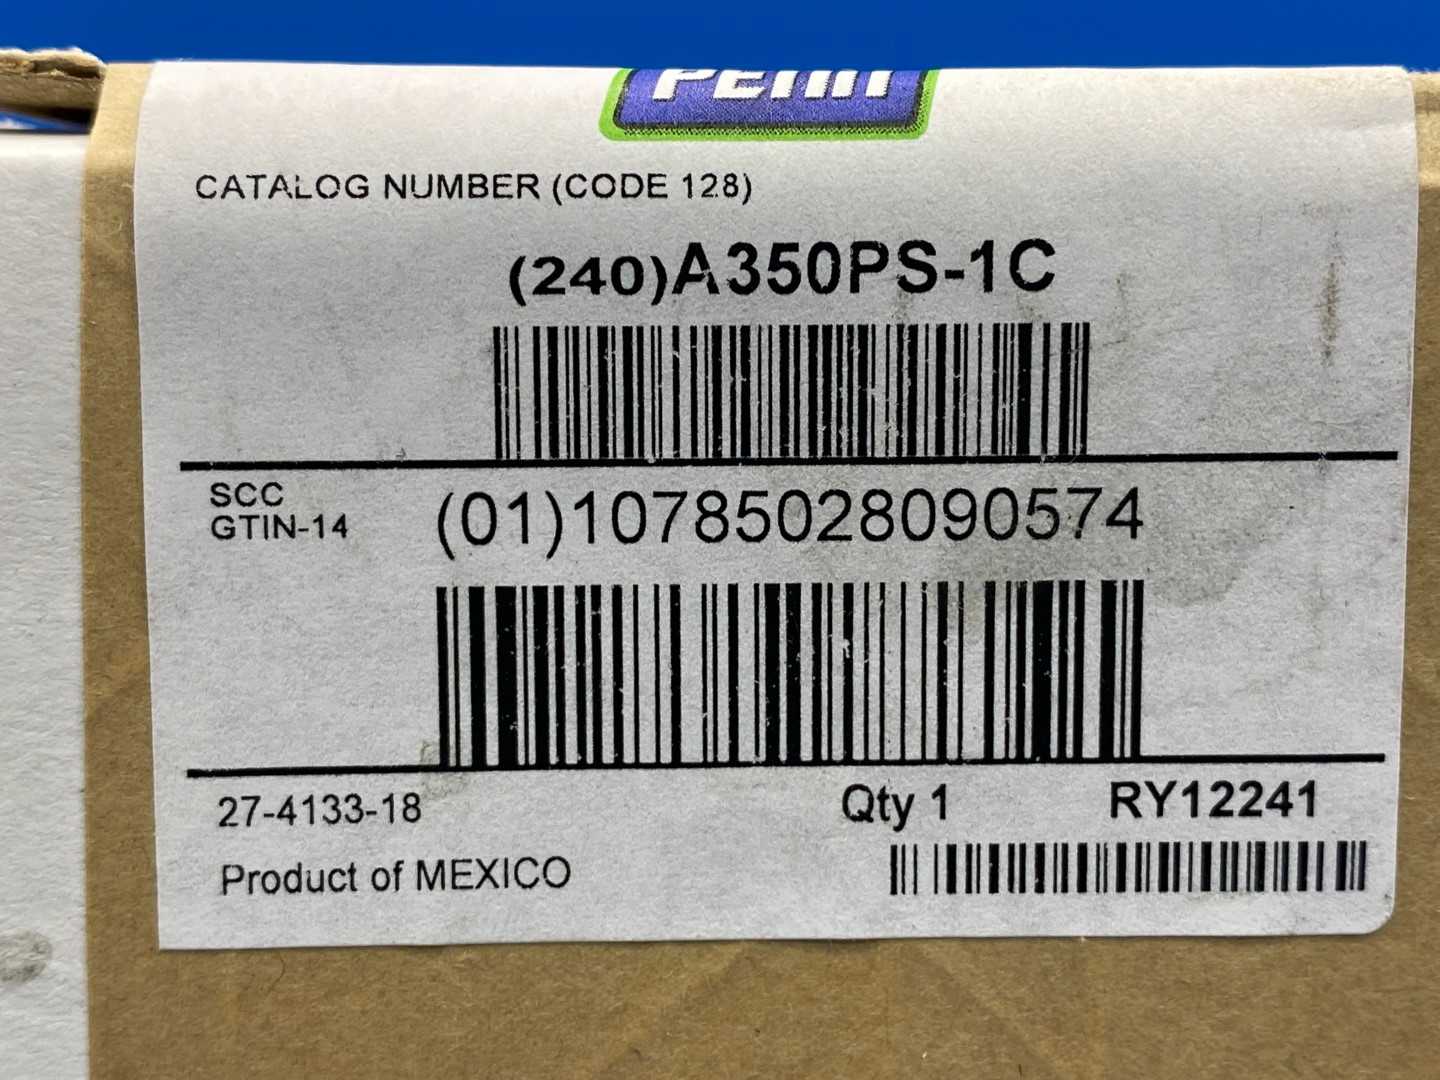 PENN
CATALOG NUMBER (CODE 128)
(240)A350PS-1C
SCC
GTIN-14
(01)10785028090574
27-4133-18
Qty 1
RY12241
Product of MEXICO